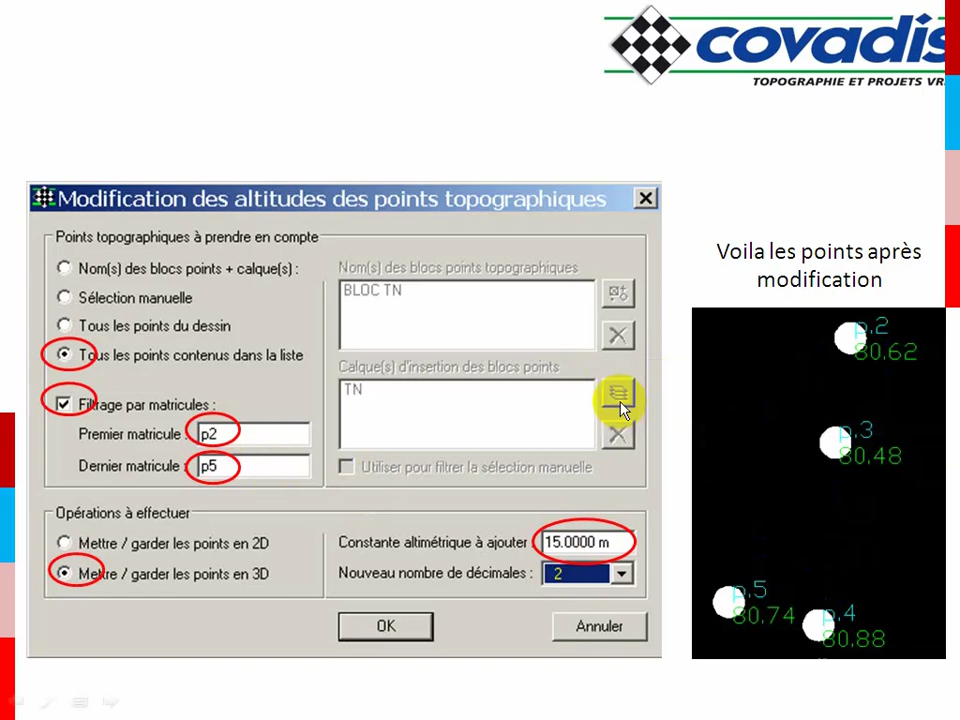 covadis
TOPOGRAPHIE ET PROJETS VR
Modification des altitudes des points topographiques
Points topographiques à prendre en compte
Nom(s) des blocs points + calque(s) :
Sélection manuelle
Tous les points du dessin
Tous les points contenus dans la liste
Filtrage par matricules :
Premier matricule : p2
Dernier matricule : p5
Nom(s) des blocs points topographiques
BLOC TN
Calque(s) d'insertion des blocs points
TN
Utiliser pour filtrer la sélection manuelle
Opérations à effectuer
Mettre / garder les points en 2D
Mettre / garder les points en 3D
Constante altimétrique à ajouter : 15.0000 m
Nouveau nombre de décimales : 2
OK
Annuler
Voila les points après
modification
p.2
80.62
p.3
80.48
p.5
80.74
p.4
80.88